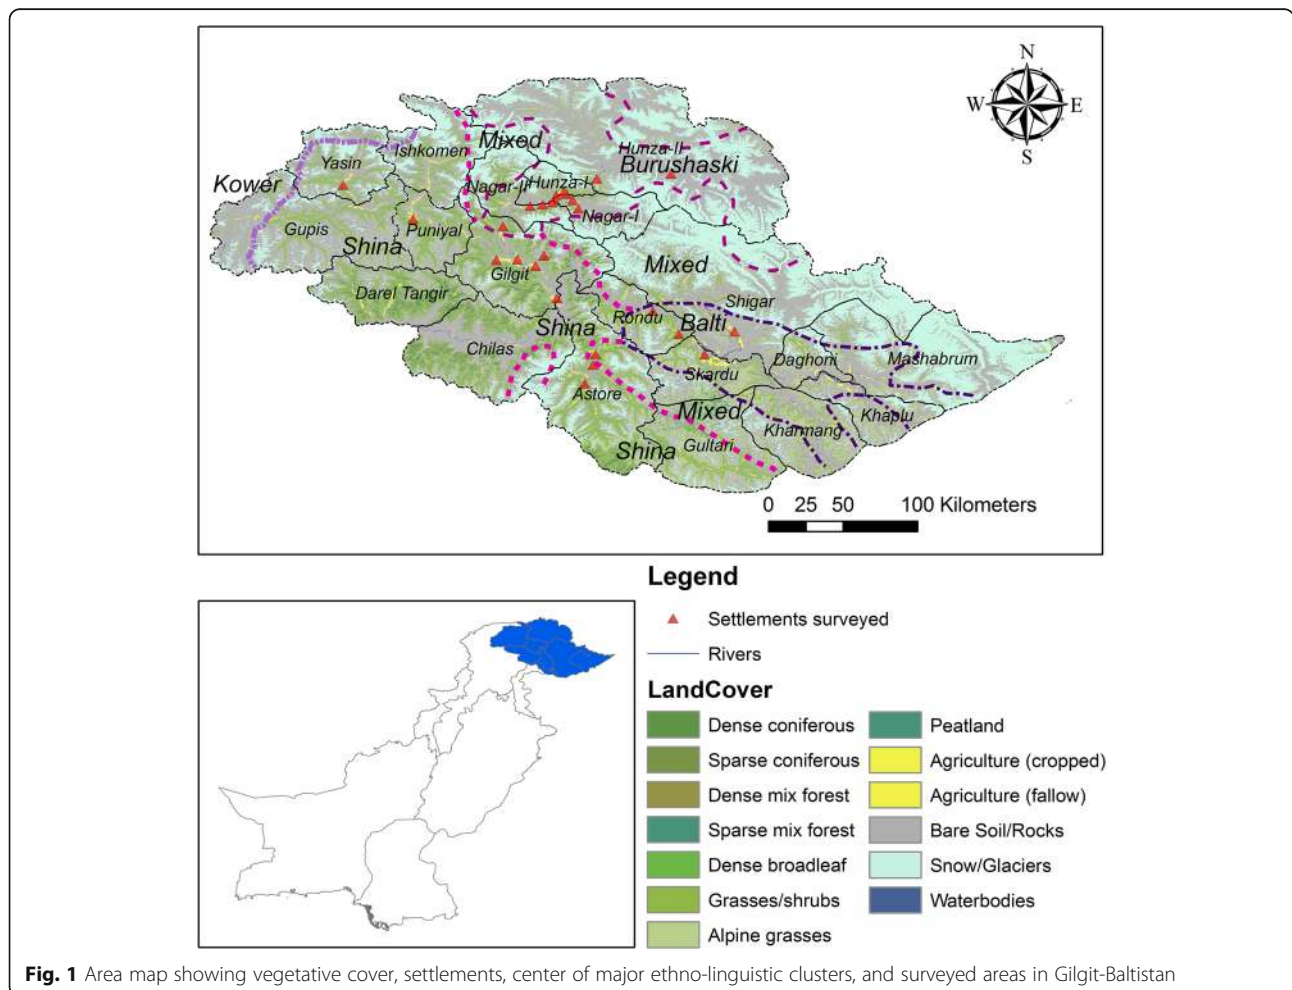 N
W E
S
Mixed
Ishkomen
Yasin
Hunza-II
Burushaski
Kower
Nagar-II
Hunza-I
Nagar-I
Gupis
Shina
Puniyal
Gilgit
Mixed
Darel Tangir
Shigar
Rondu
Balti
Shina
Chilas
Daghoni
Mashabrum
Skardu
Astore
Mixed
Khaplu
Kharmang
Shina
Gultari
0 25 50 100 Kilometers
Legend
Settlements surveyed
Rivers
LandCover
Dense coniferous
Sparse coniferous
Dense mix forest
Sparse mix forest
Dense broadleaf
Grasses/shrubs
Alpine grasses
Peatland
Agriculture (cropped)
Agriculture (fallow)
Bare Soil/Rocks
Snow/Glaciers
Waterbodies
Fig. 1 Area map showing vegetative cover, settlements, center of major ethno-linguistic clusters, and surveyed areas in Gilgit-Baltistan